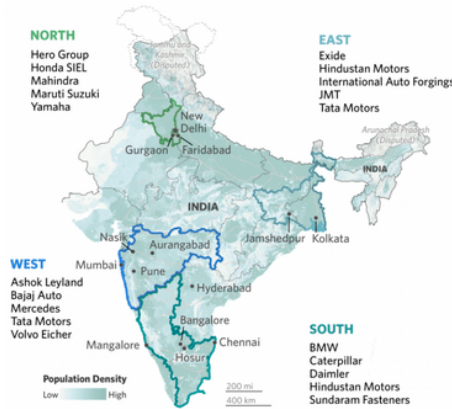 NORTH
Hero Group
Honda SIEL
Mahindra
Maruti Suzuki
Yamaha
EAST
Exide
Hindustan Motors
International Auto Forgings
JMT
Tata Motors
Jammu and
Kashmir
(Disputed)
Arunachal Pradesh
(Disputed)
New
Delhi
Gurgaon
Faridabad
INDIA
INDIA
Jamshedpur
Kolkata
Nasik
Aurangabad
Mumbai
Pune
Hyderabad
WEST
Ashok Leyland
Bajaj Auto
Mercedes
Tata Motors
Volvo Eicher
Bangalore
Mangalore
Chennai
Hosur
SOUTH
BMW
Caterpillar
Daimler
Hindustan Motors
Sundaram Fasteners
Population Density
Low
High
200 mi
400 km